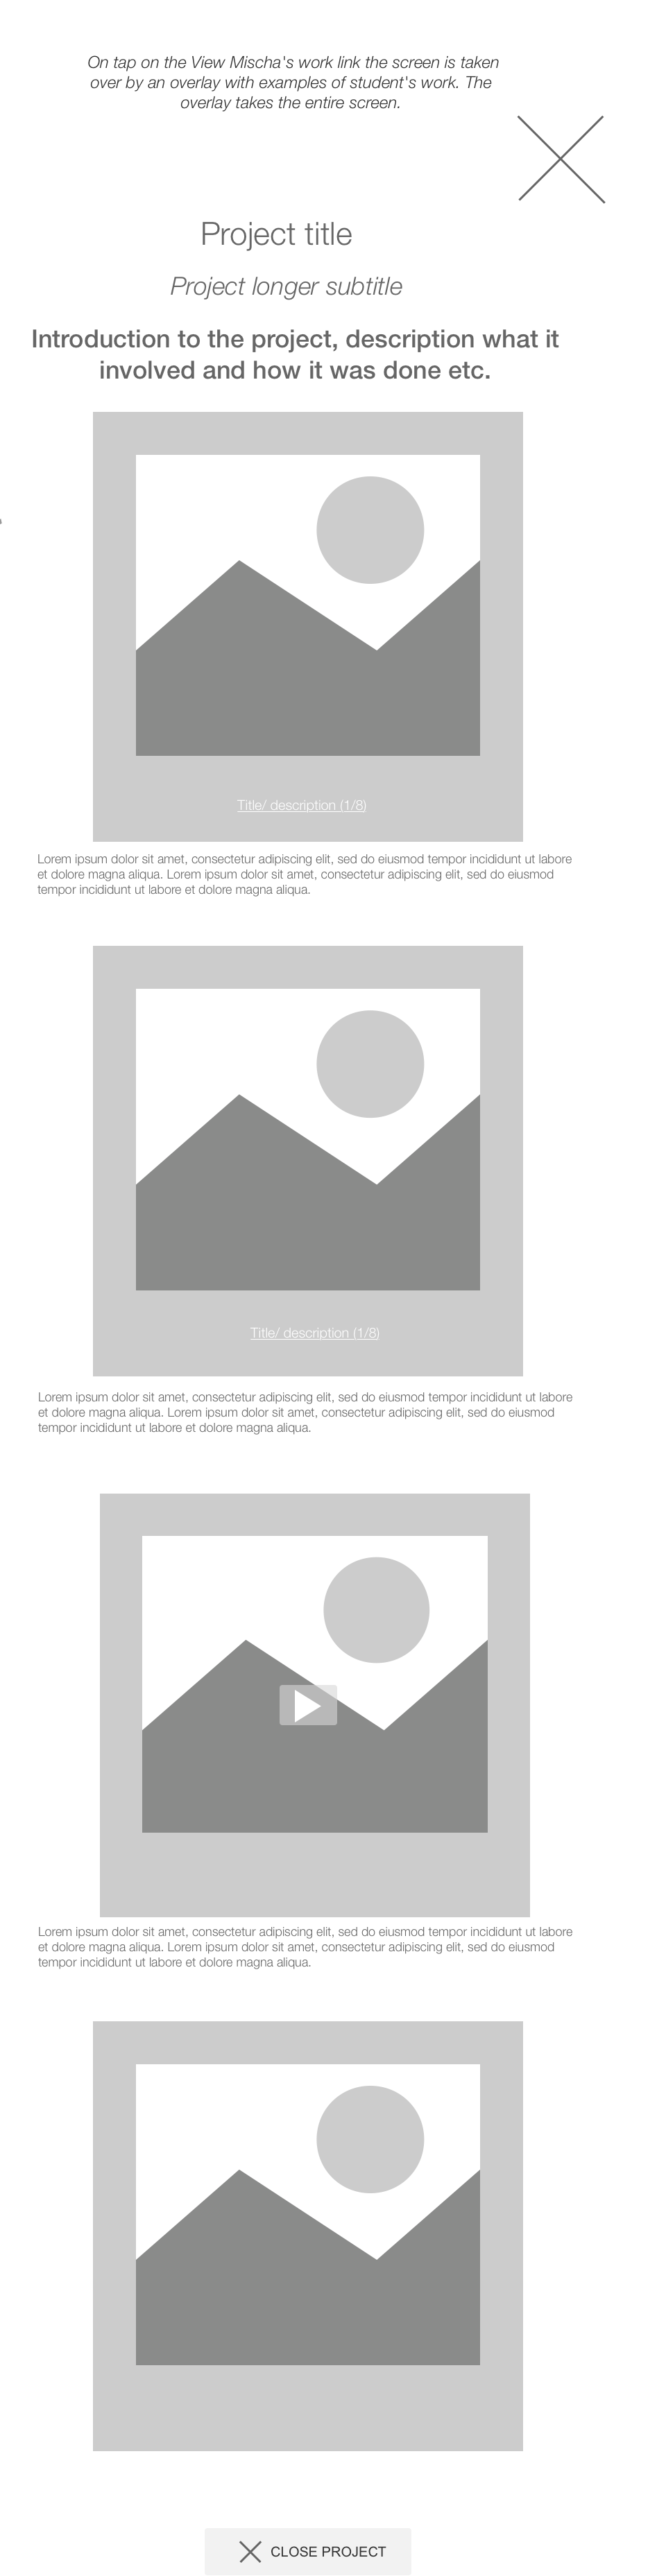 On tap on the View Mischa's work link the screen is taken
over by an overlay with examples of student's work. The
overlay takes the entire screen.
Project title
Project longer subtitle
Introduction to the project, description what it
involved and how it was done etc.
Title/ description (1/8)
Lorem ipsum dolor sit amet, consectetur adipiscing elit, sed do eiusmod tempor incididunt ut labore
et dolore magna aliqua. Lorem ipsum dolor sit amet, consectetur adipiscing elit, sed do eiusmod
tempor incididunt ut labore et dolore magna aliqua.
Title/ description (1/8)
Lorem ipsum dolor sit amet, consectetur adipiscing elit, sed do eiusmod tempor incididunt ut labore
et dolore magna aliqua. Lorem ipsum dolor sit amet, consectetur adipiscing elit, sed do eiusmod
tempor incididunt ut labore et dolore magna aliqua.
Lorem ipsum dolor sit amet, consectetur adipiscing elit, sed do eiusmod tempor incididunt ut labore
et dolore magna aliqua. Lorem ipsum dolor sit amet, consectetur adipiscing elit, sed do eiusmod
tempor incididunt ut labore et dolore magna aliqua.
CLOSE PROJECT